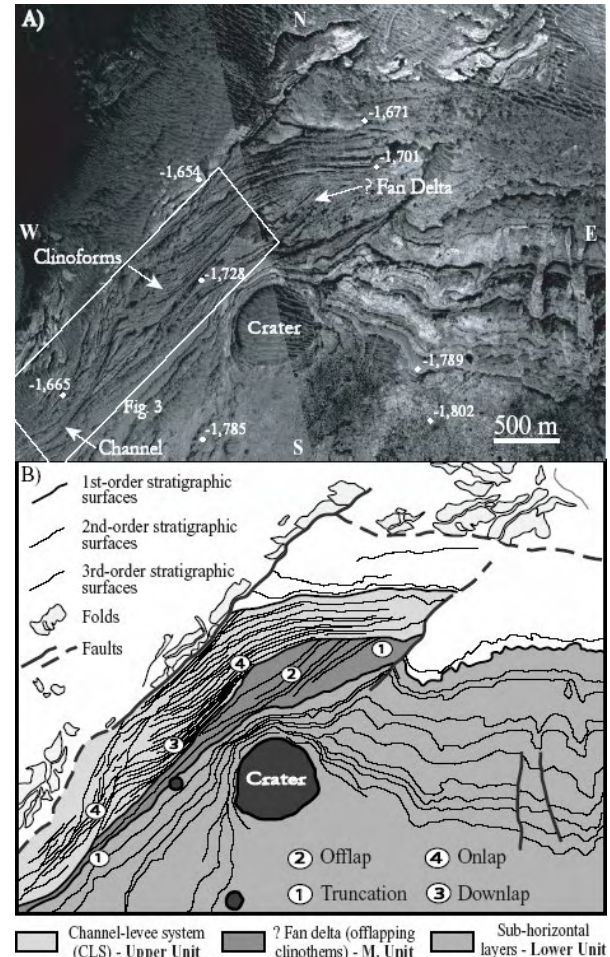 A)
N
-1,671
-1,701
-1,654
? Fan Delta
W
E
Clinoforms
-1,728
Crater
-1,789
-1,665
Fig. 3
-1,802
500 m
Channel
-1,785
S
B)
1st-order stratigraphic
surfaces
2nd-order stratigraphic
surfaces
3rd-order stratigraphic
surfaces
Folds
Faults
1
4
2
3
4
Crater
1
2 Offlap
4 Onlap
1 Truncation
3 Downlap
Channel-levee system
(CLS) - Upper Unit
? Fan delta (offlapping
clinothems) - M. Unit
Sub-horizontal
layers - Lower Unit